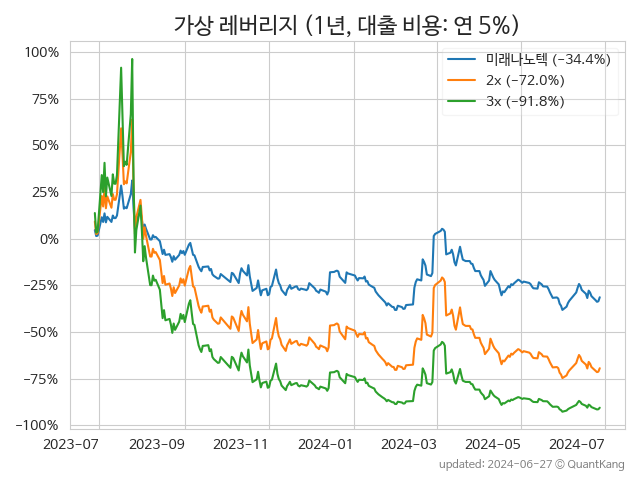 가상 레버리지 (1년, 대출 비용: 연 5%)
미래나노텍 (−34.4%)
2x (−72.0%)
3x (−91.8%)
100%
75%
50%
25%
0%
−25%
−50%
−75%
−100%
2023-07 2023-09 2023-11 2024-01 2024-03 2024-05 2024-07
updated: 2024-06-27 © QuantKang